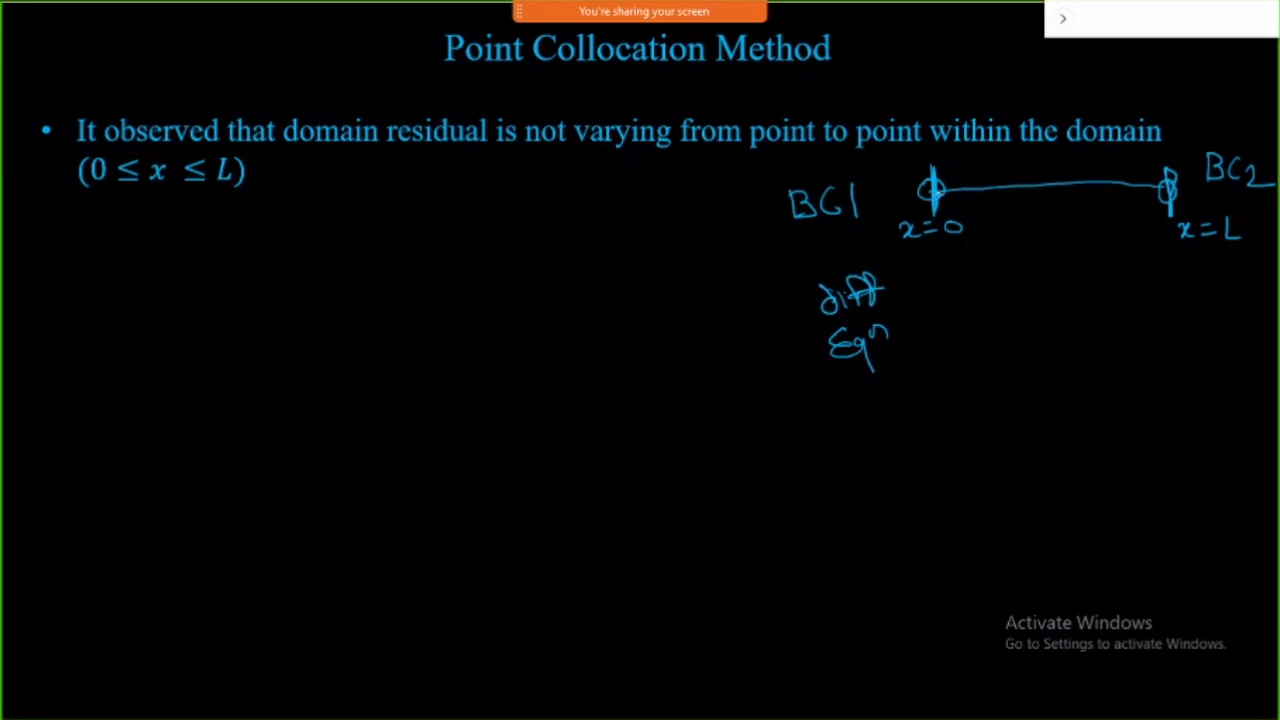 You're sharing your screen
Point Collocation Method
• It observed that domain residual is not varying from point to point within the domain
(0 ≤ x ≤ L)
BC1
BC2
x=0
x=L
diff
Eqⁿ
Activate Windows
Go to Settings to activate Windows.